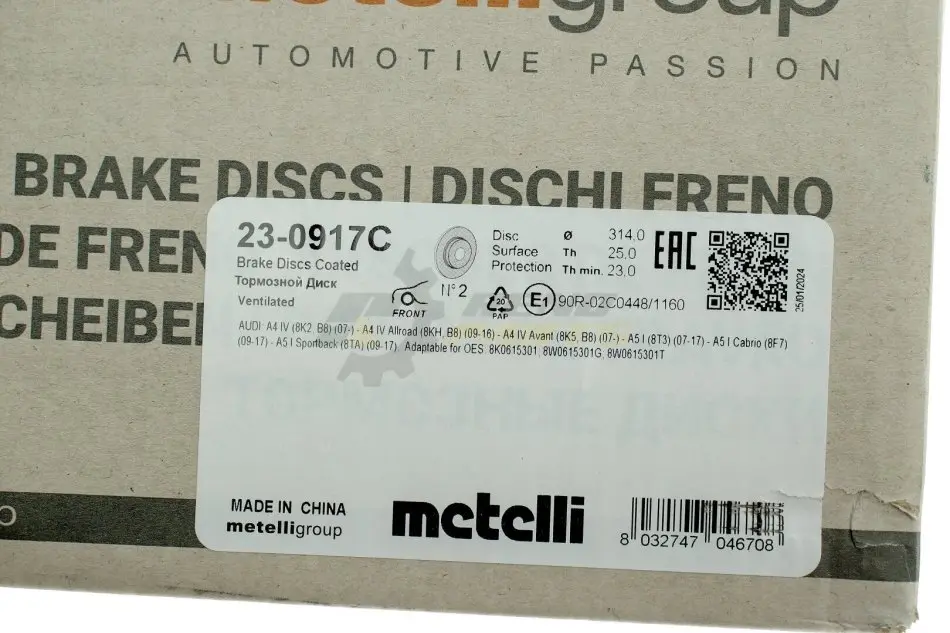 metelligroup
AUTOMOTIVE PASSION
BRAKE DISCS | DISCHI FRENO
DE FREN
SCHEIBEN
23-0917C
Brake Discs Coated
Тормозной Диск
Ventilated
N°2
FRONT
20
PAP
Disc Ø 314.0
Surface Th 25.0
Protection Th min. 23.0
E1 90R-02C0448/1160
EAC
25/01/2024
AUDI: A4 IV (8K2, B8) (07-) - A4 IV Allroad (8KH, B8) (09-16) - A4 IV Avant (8K5, B8) (07-) - A5 I (8T3) (07-17) - A5 I Cabrio (8F7)
(09-17) - A5 I Sportback (8TA) (09-17). Adaptable for OES: 8K0615301, 8W0615301G, 8W0615301T
MADE IN CHINA
metelligroup
metelli
8 032747 046708